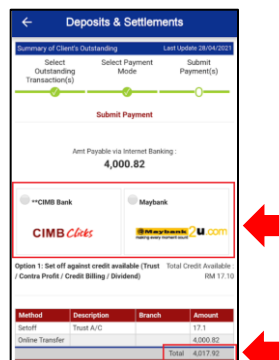 Deposits & Settlements
Summary of Client's Outstanding Last Update 28/04/2021
Select Outstanding Transaction(s)
Select Payment Mode
Submit Payment(s)
Submit Payment
Amt Payable via Internet Banking :
4,000.82
**CIMB Bank
Maybank
CIMB Clicks
Maybank2u.com
making every moment count
Option 1: Set off against credit available (Trust / Contra Profit / Credit Billing / Dividend)
Total Credit Available : RM 17.10
Method Description Branch Amount
Setoff Trust A/C 17.1
Online Transfer 4,000.82
Total 4,017.92